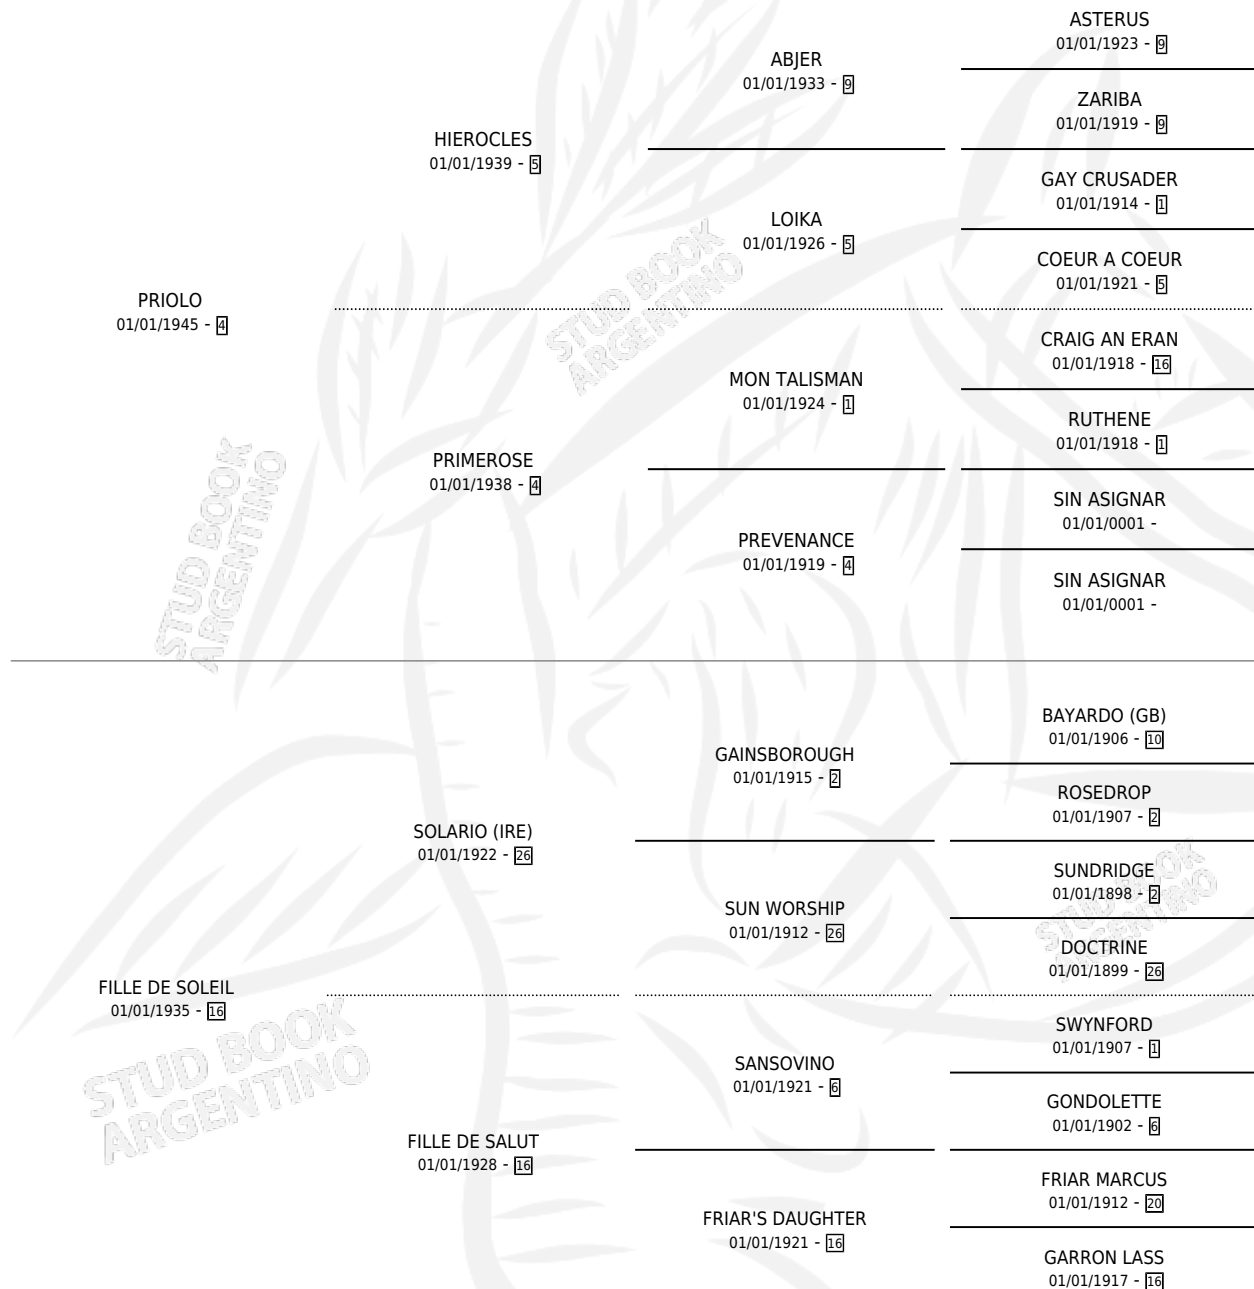 ASTERUS
01/01/1923 - 9
ABJER
01/01/1933 - 9
ZARIBA
01/01/1919 - 9
HIEROCLES
01/01/1939 - 5
GAY CRUSADER
01/01/1914 - 1
LOIKA
01/01/1926 - 5
COEUR A COEUR
01/01/1921 - 5
PRIOLO
01/01/1945 - 4
CRAIG AN ERAN
01/01/1918 - 16
MON TALISMAN
01/01/1924 - 1
RUTHENE
01/01/1918 - 1
PRIMEROSE
01/01/1938 - 4
SIN ASIGNAR
01/01/0001 -
PREVENANCE
01/01/1919 - 4
SIN ASIGNAR
01/01/0001 -
BAYARDO (GB)
01/01/1906 - 10
GAINSBOROUGH
01/01/1915 - 2
ROSEDROP
01/01/1907 - 2
SOLARIO (IRE)
01/01/1922 - 26
SUNDRIDGE
01/01/1898 - 2
SUN WORSHIP
01/01/1912 - 26
DOCTRINE
01/01/1899 - 26
FILLE DE SOLEIL
01/01/1935 - 16
SWYNFORD
01/01/1907 - 1
SANSOVINO
01/01/1921 - 6
GONDOLETTE
01/01/1902 - 6
FILLE DE SALUT
01/01/1928 - 16
FRIAR MARCUS
01/01/1912 - 20
FRIAR'S DAUGHTER
01/01/1921 - 16
GARRON LASS
01/01/1917 - 16
STUD BOOK
ARGENTINO
STUD BOOK
ARGENTINO
STUD BOOK
ARGENTINO
STUD BOOK
ARGENTINO